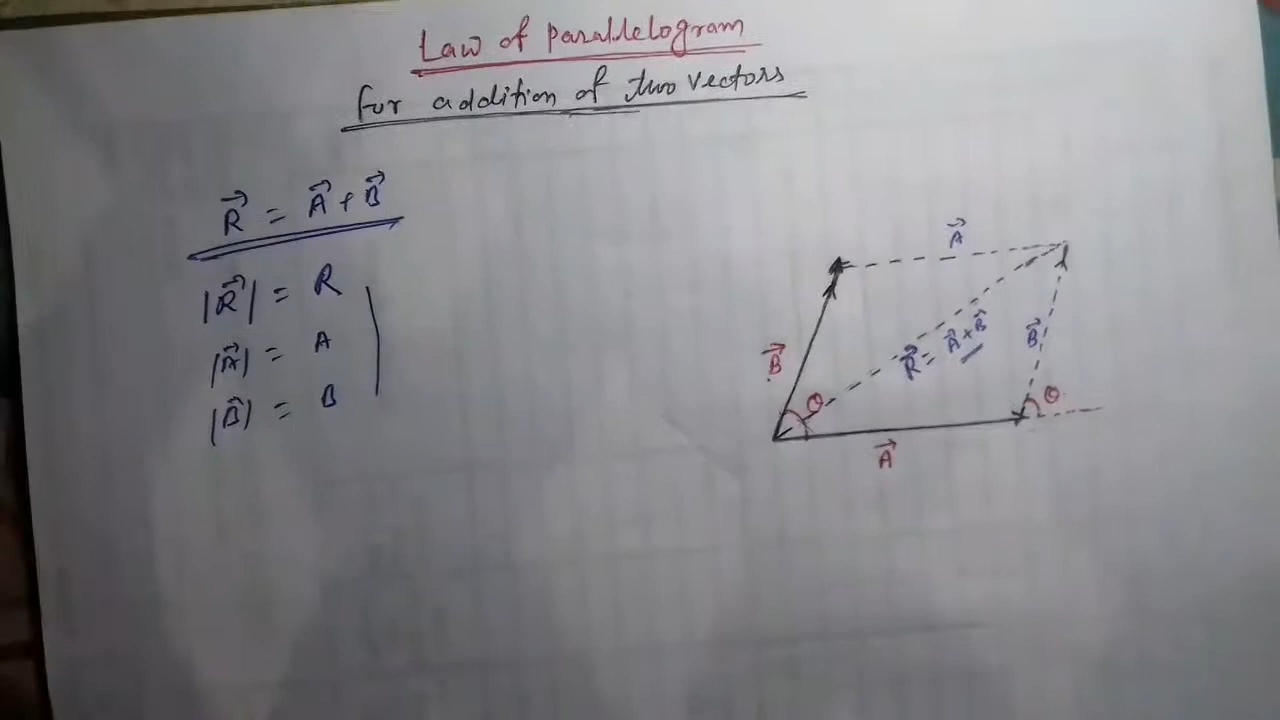 Law of parallelogram
for addition of two vectors
R⃗ = A⃗ + B⃗
|R⃗| = R
|A⃗| = A
|B⃗| = B
A⃗
B⃗
R⃗ = A⃗ + B⃗
B⃗
θ
θ
A⃗